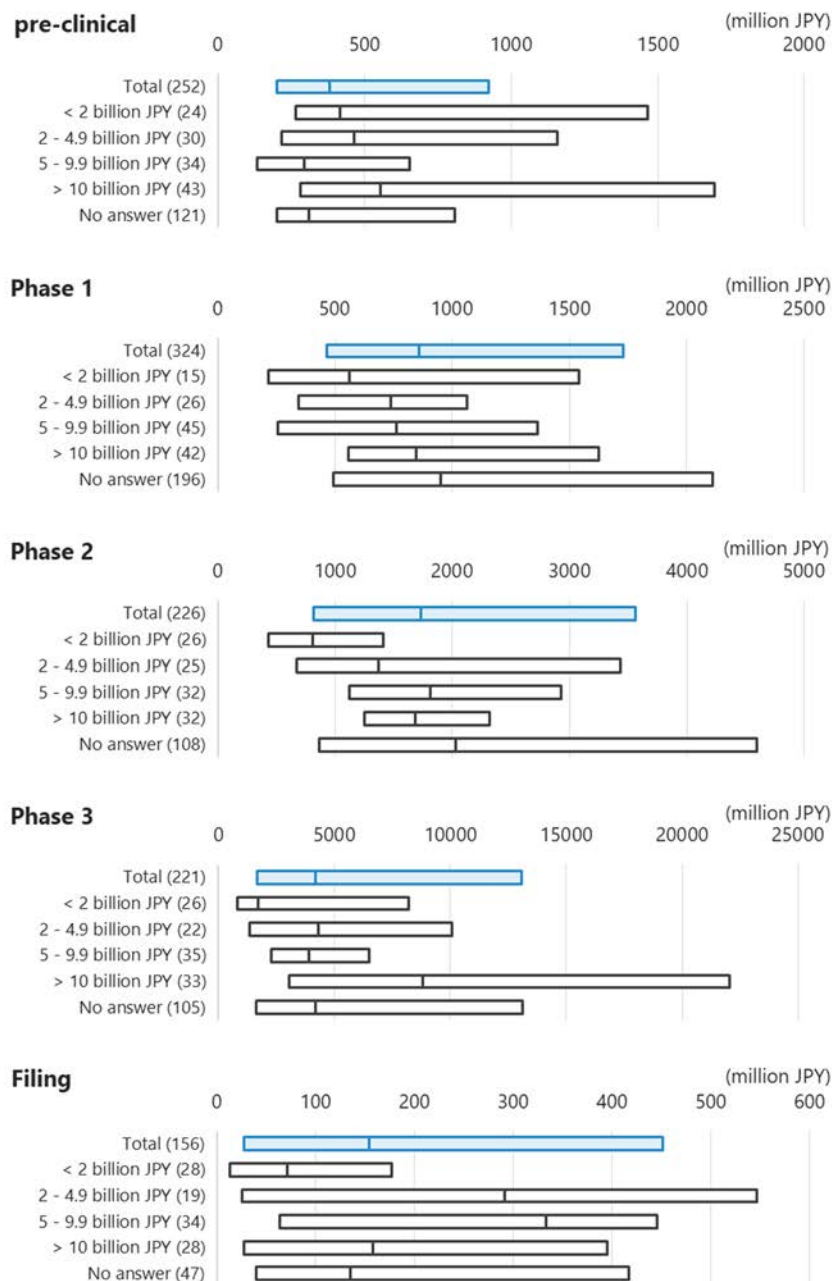 pre-clinical
(million JPY)
0 500 1000 1500 2000
Total (252)
< 2 billion JPY (24)
2 - 4.9 billion JPY (30)
5 - 9.9 billion JPY (34)
> 10 billion JPY (43)
No answer (121)
Phase 1
(million JPY)
0 500 1000 1500 2000 2500
Total (324)
< 2 billion JPY (15)
2 - 4.9 billion JPY (26)
5 - 9.9 billion JPY (45)
> 10 billion JPY (42)
No answer (196)
Phase 2
(million JPY)
0 1000 2000 3000 4000 5000
Total (226)
< 2 billion JPY (26)
2 - 4.9 billion JPY (25)
5 - 9.9 billion JPY (32)
> 10 billion JPY (32)
No answer (108)
Phase 3
(million JPY)
0 5000 10000 15000 20000 25000
Total (221)
< 2 billion JPY (26)
2 - 4.9 billion JPY (22)
5 - 9.9 billion JPY (35)
> 10 billion JPY (33)
No answer (105)
Filing
(million JPY)
0 100 200 300 400 500 600
Total (156)
< 2 billion JPY (28)
2 - 4.9 billion JPY (19)
5 - 9.9 billion JPY (34)
> 10 billion JPY (28)
No answer (47)